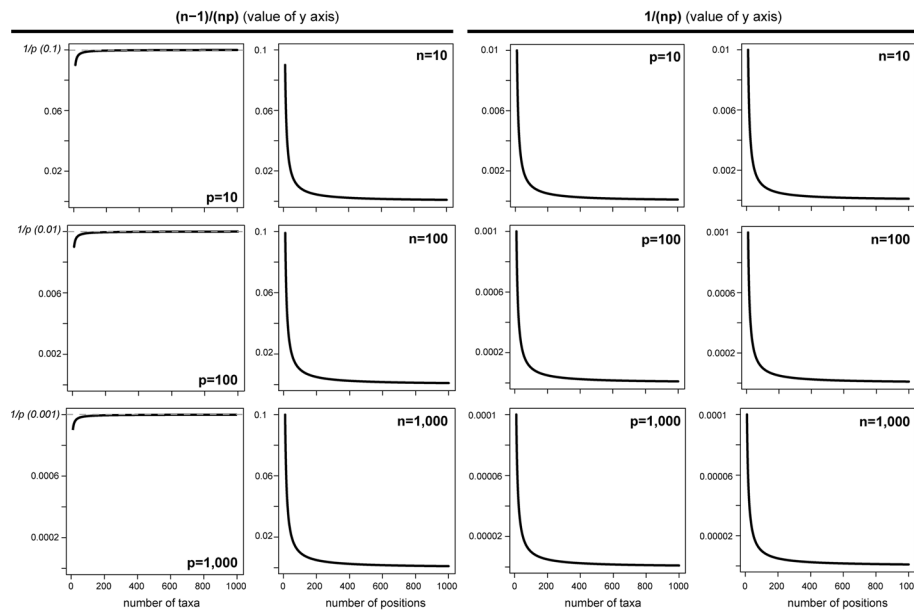 (n−1)/(np) (value of y axis)
1/(np) (value of y axis)
1/p (0.1)
0.06
0.02
p=10
0.1
0.06
0.02
n=10
0.01
0.006
0.002
p=10
0.01
0.006
0.002
n=10
1/p (0.01)
0.006
0.002
p=100
0.1
0.06
0.02
n=100
0.001
0.0006
0.0002
p=100
0.001
0.0006
0.0002
n=100
1/p (0.001)
0.0006
0.0002
p=1,000
0 200 400 600 800 1000
number of taxa
0.1
0.06
0.02
n=1,000
0 200 400 600 800 1000
number of positions
0.0001
0.00006
0.00002
p=1,000
0 200 400 600 800 1000
number of taxa
0.0001
0.00006
0.00002
n=1,000
0 200 400 600 800 1000
number of positions